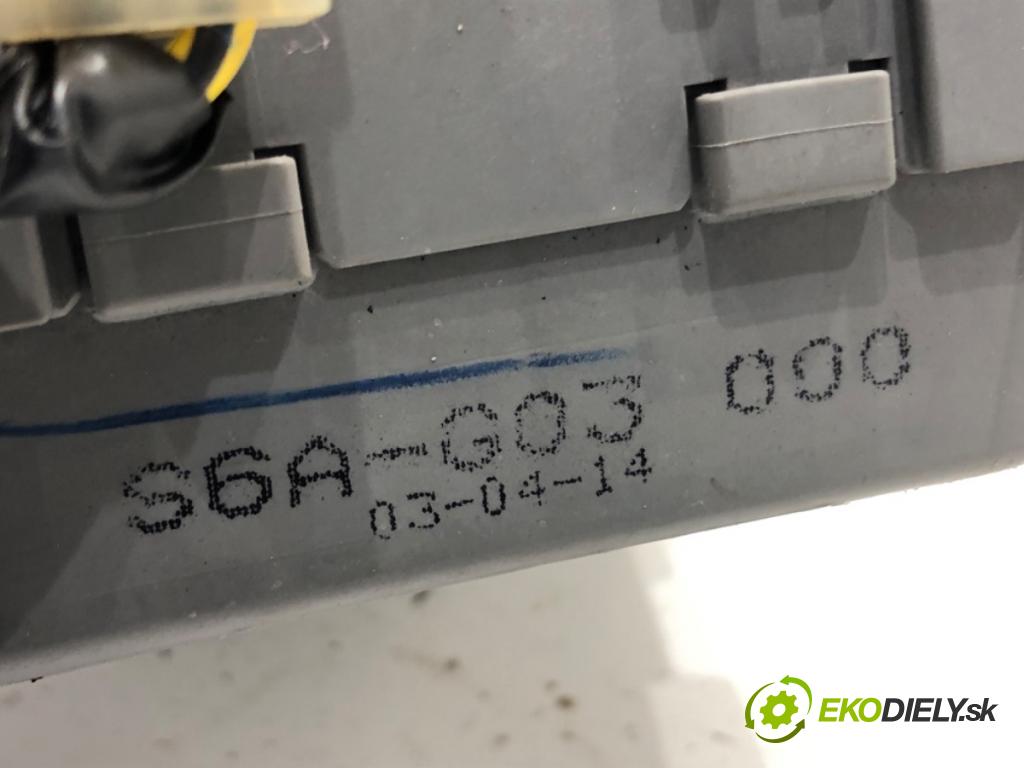 S6A-G03 000
03-04-14
EKODIELY.sk